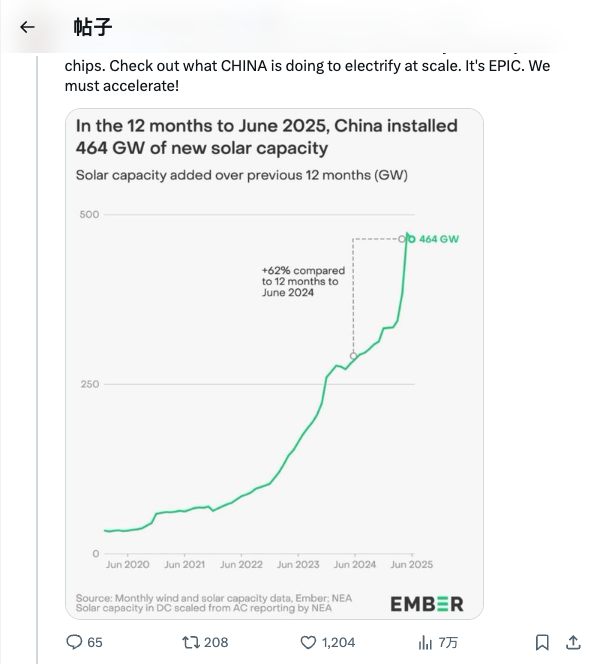 帖子
chips. Check out what CHINA is doing to electrify at scale. It's EPIC. We
must accelerate!
In the 12 months to June 2025, China installed
464 GW of new solar capacity
Solar capacity added over previous 12 months (GW)
500
464 GW
+62% compared
to 12 months to
June 2024
250
0
Jun 2020 Jun 2021 Jun 2022 Jun 2023 Jun 2024 Jun 2025
Source: Monthly wind and solar capacity data, Ember; NEA
Solar capacity in DC scaled from AC reporting by NEA
EMBER
65 208 1,204 7万